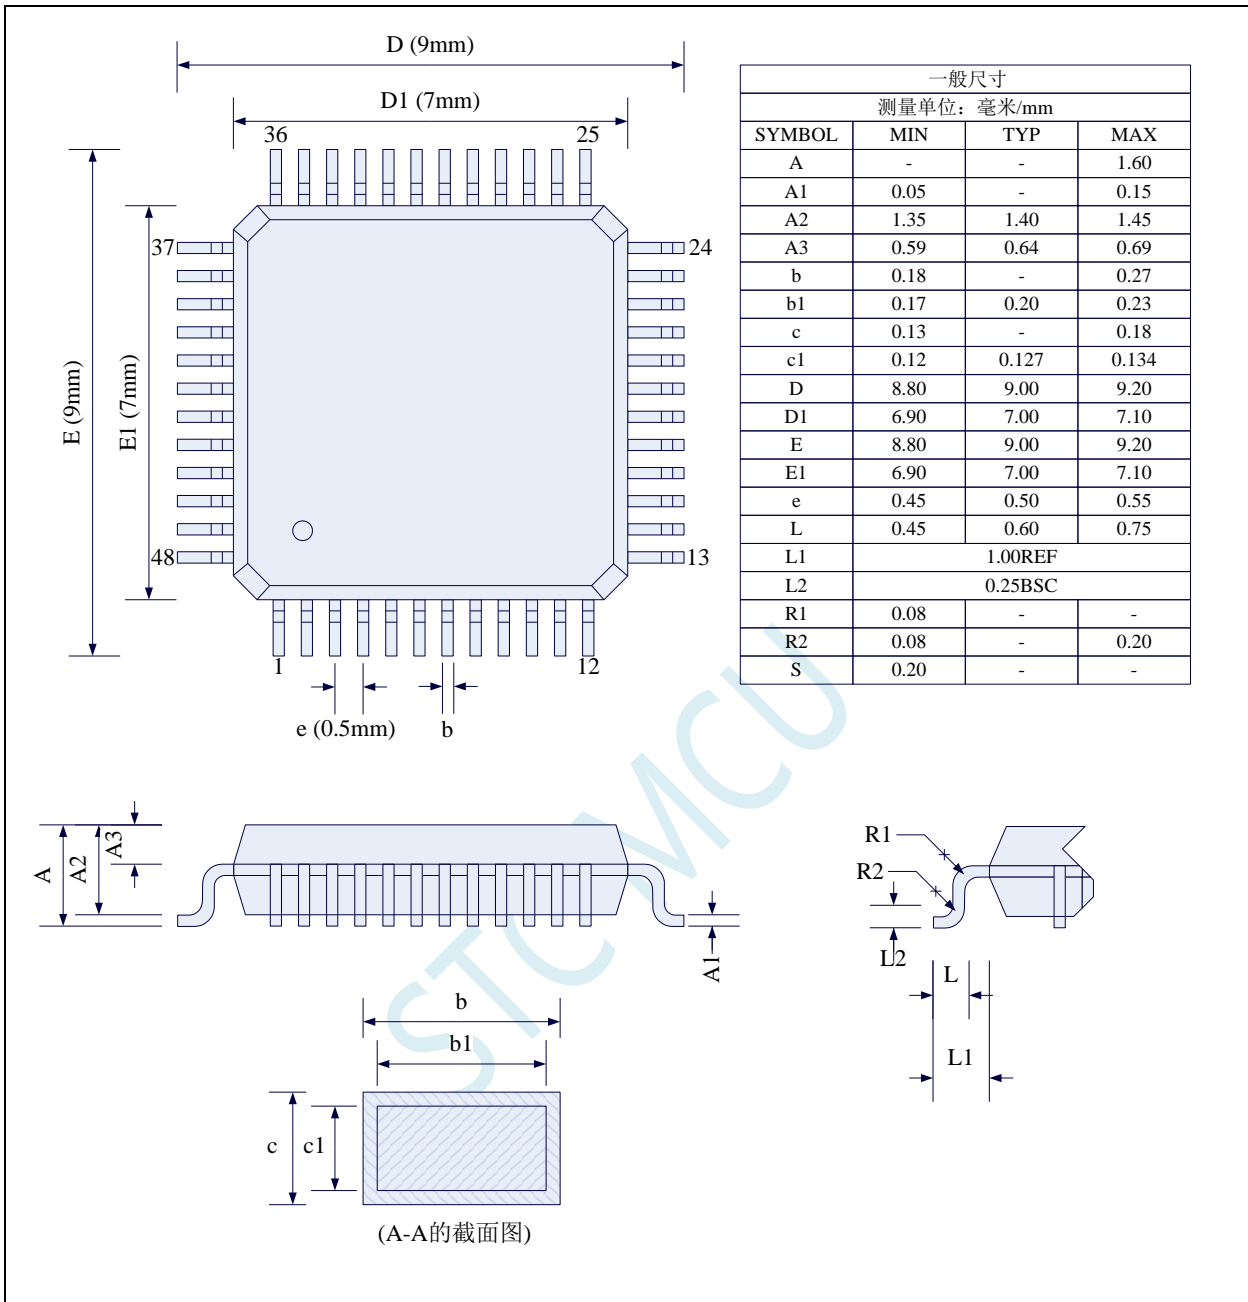 D (9mm)
D1 (7mm)
36 25
37 24
48 13
1 12
E (9mm)
E1 (7mm)
e (0.5mm) b
一般尺寸
测量单位：毫米/mm
SYMBOL MIN TYP MAX
A - - 1.60
A1 0.05 - 0.15
A2 1.35 1.40 1.45
A3 0.59 0.64 0.69
b 0.18 - 0.27
b1 0.17 0.20 0.23
c 0.13 - 0.18
c1 0.12 0.127 0.134
D 8.80 9.00 9.20
D1 6.90 7.00 7.10
E 8.80 9.00 9.20
E1 6.90 7.00 7.10
e 0.45 0.50 0.55
L 0.45 0.60 0.75
L1 1.00REF
L2 0.25BSC
R1 0.08 - -
R2 0.08 - 0.20
S 0.20 - -
STC MCU
A
A2
A3
A1
R1
R2
L2
L
L1
b
b1
c c1
(A-A的截面图)